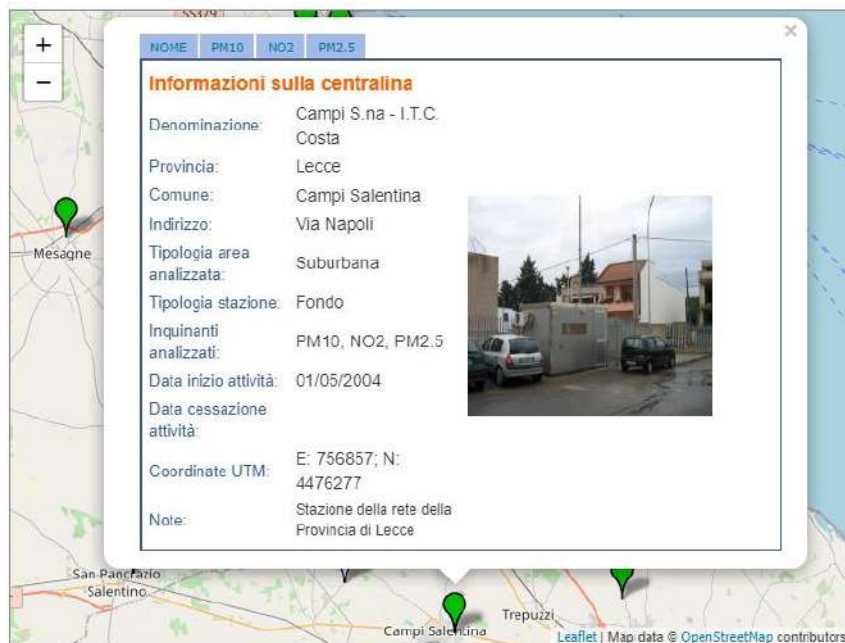 SS379
+
−
×
NOME PM10 NO2 PM2.5
Informazioni sulla centralina
Denominazione: Campi S.na - I.T.C.
Costa
Provincia: Lecce
Comune: Campi Salentina
Indirizzo: Via Napoli
Tipologia area
analizzata: Suburbana
Tipologia stazione: Fondo
Inquinanti
analizzati: PM10, NO2, PM2.5
Data inizio attività: 01/05/2004
Data cessazione
attività:
Coordinate UTM: E: 756857; N:
4476277
Note: Stazione della rete della
Provincia di Lecce
Mesagne
San Pancrazio
Salentino
Campi Salentina
Trepuzzi
Leaflet | Map data © OpenStreetMap contributors